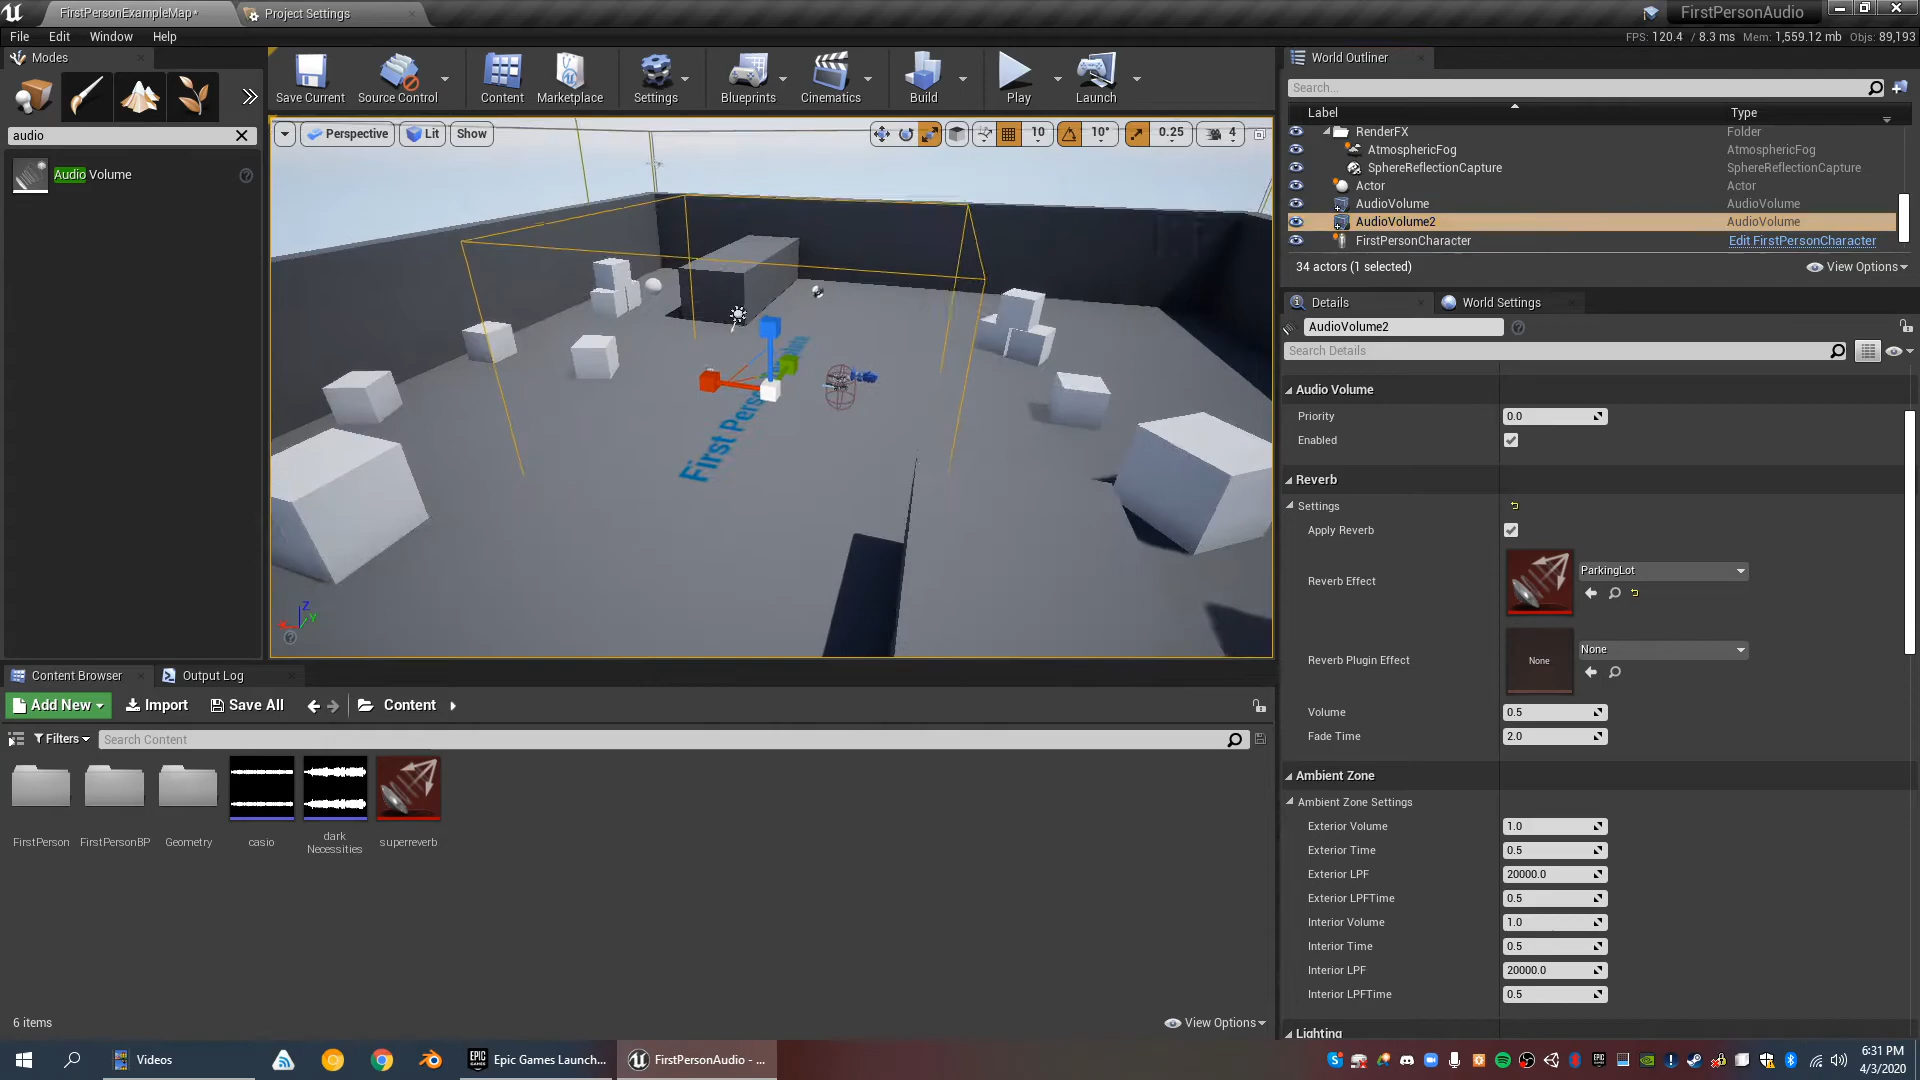 FirstPersonExampleMap*
Project Settings
FirstPersonAudio
File Edit Window Help
FPS: 120.4 / 8.3 ms Mem: 1,559.12 mb Objs: 89,193
Modes
audio
Audio Volume
Save Current
Source Control
Content
Marketplace
Settings
Blueprints
Cinematics
Build
Play
Launch
Perspective
Lit
Show
10
10°
0.25
4
First Person
Z
Y
World Outliner
Search...
Label
Type
RenderFX Folder
AtmosphericFog AtmosphericFog
SphereReflectionCapture SphereReflectionCapture
Actor Actor
AudioVolume AudioVolume
AudioVolume2 AudioVolume
FirstPersonCharacter Edit FirstPersonCharacter
34 actors (1 selected)
View Options
Details
World Settings
AudioVolume2
Search Details
Audio Volume
Priority 0.0
Enabled
Reverb
Settings
Apply Reverb
Reverb Effect
ParkingLot
Reverb Plugin Effect
None
None
Volume 0.5
Fade Time 2.0
Ambient Zone
Ambient Zone Settings
Exterior Volume 1.0
Exterior Time 0.5
Exterior LPF 20000.0
Exterior LPFTime 0.5
Interior Volume 1.0
Interior Time 0.5
Interior LPF 20000.0
Interior LPFTime 0.5
Lighting
Content Browser
Output Log
Add New
Import
Save All
Content
Filters
Search Content
FirstPerson
FirstPersonBP
Geometry
casio
dark
Necessities
superreverb
6 items
View Options
Videos
EPIC GAMES
Epic Games Launch...
FirstPersonAudio - ...
6:31 PM
4/3/2020